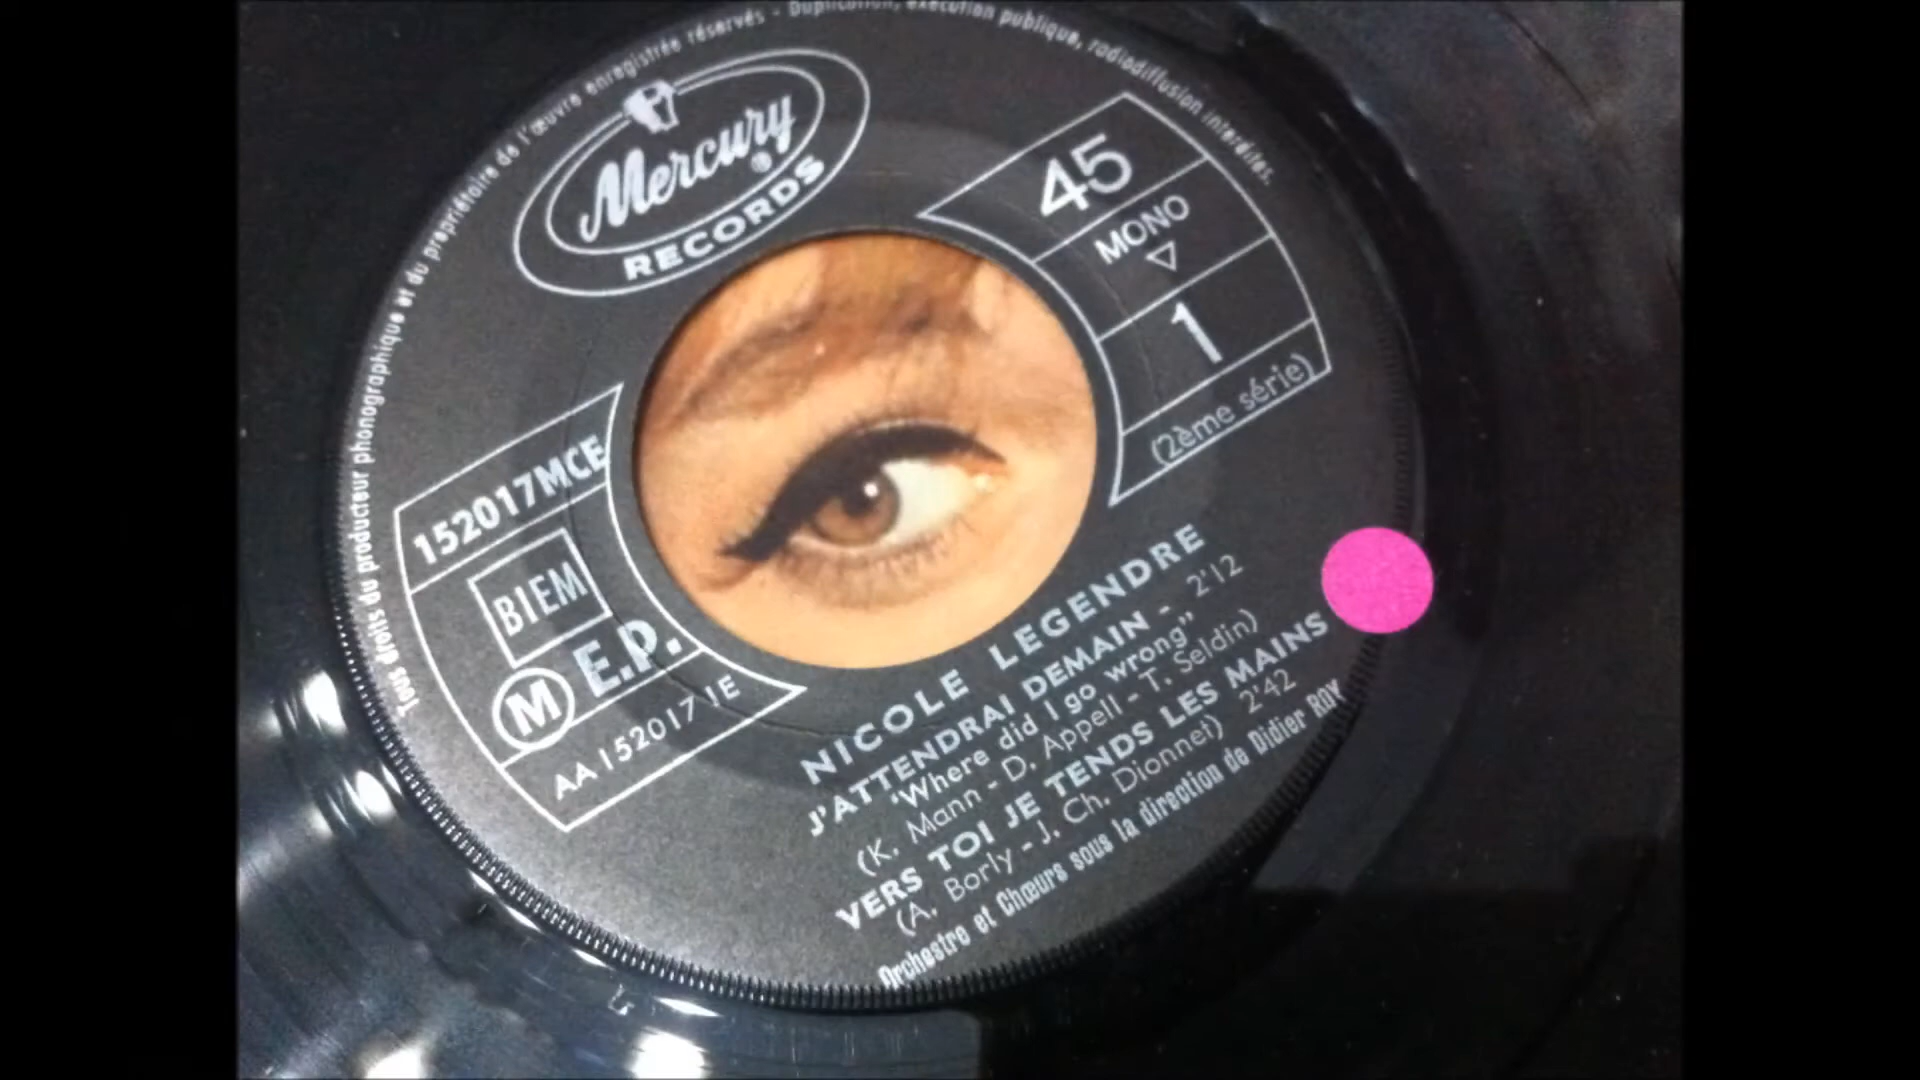 Tous droits du producteur phonographique et du propriétaire de l'œuvre enregistrée réservés - Duplication, exécution publique, radiodiffusion interdites.
Mercury ®
RECORDS
45
MONO
1
(2ème série)
152017MCE
BIEM
M E.P.
AA 152017 1E
NICOLE LEGENDRE
J'ATTENDRAI DEMAIN - 2'12
"Where did I go wrong"
(K. Mann - D. Appell - T. Seldin)
VERS TOI JE TENDS LES MAINS
(A. Borly - J. Ch. Dionnet) 2'42
Orchestre et Chœurs sous la direction de Didier ROY